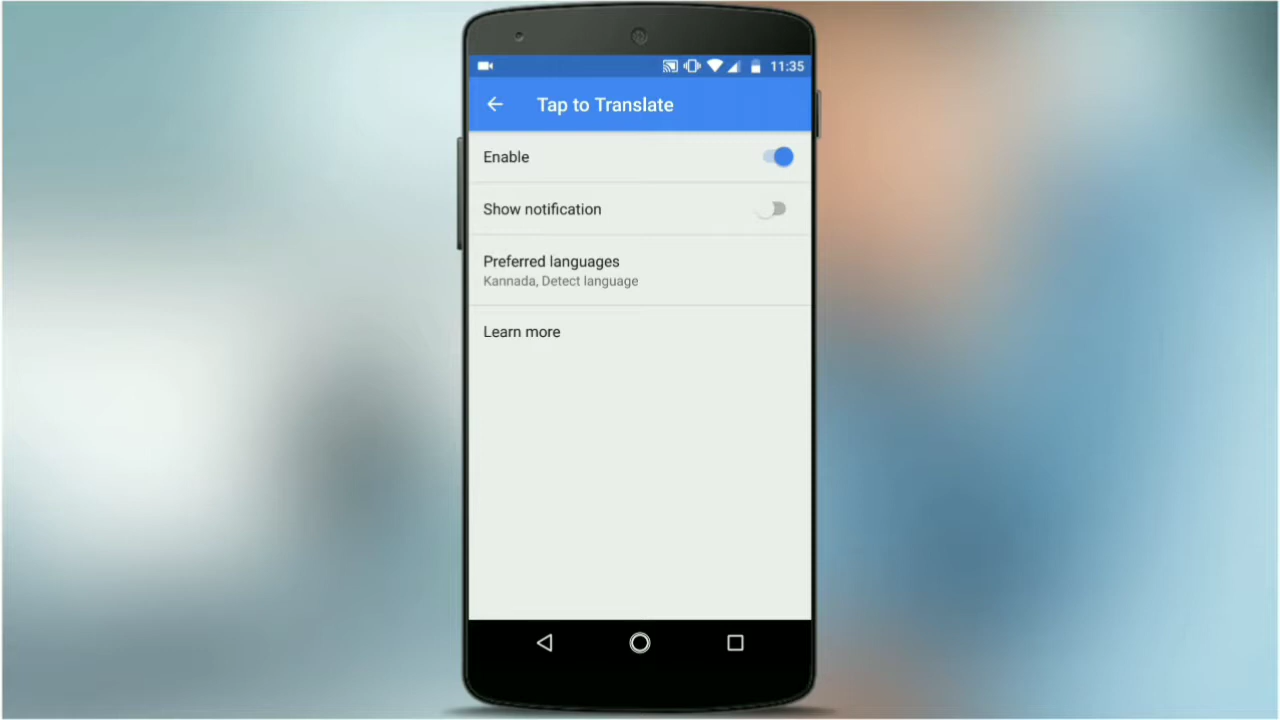 11:35
Tap to Translate
Enable
Show notification
Preferred languages
Kannada, Detect language
Learn more